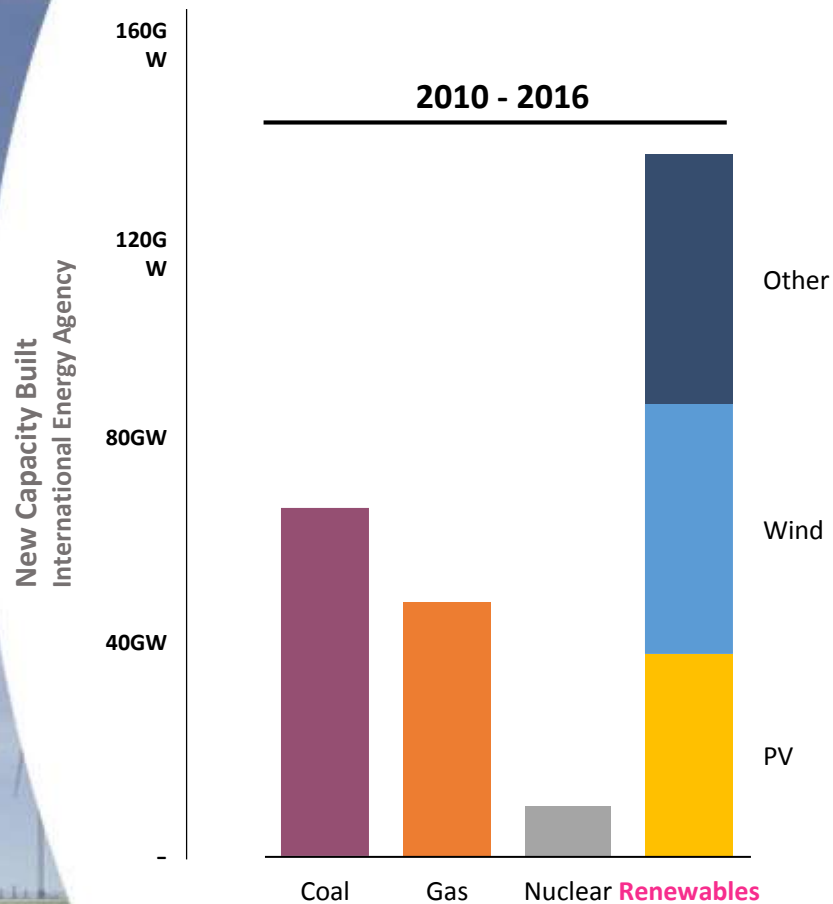 160G
W
2010 - 2016
120G
W
80GW
40GW
–
New Capacity Built
International Energy Agency
Other
Wind
PV
Coal Gas Nuclear Renewables